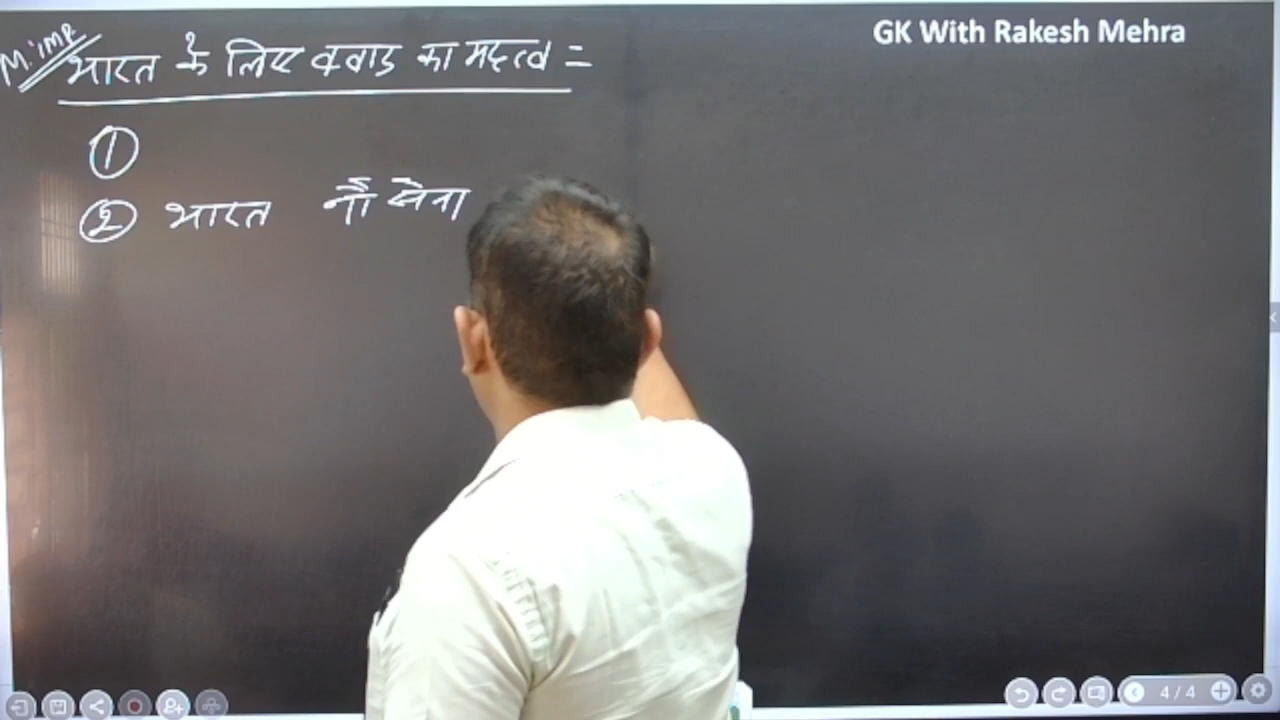 GK With Rakesh Mehra
M. IMP भारत के लिए क्वाड का महत्व =
①
② भारत नौ सेना
4 / 4